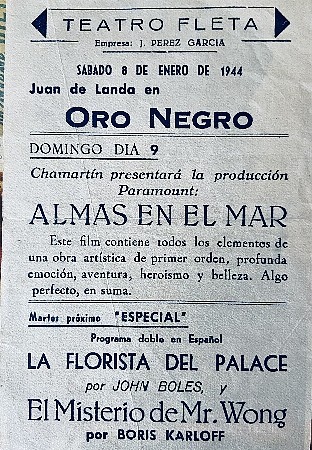 TEATRO FLETA
Empresa: J. PEREZ GARCIA
SABADO 8 DE ENERO DE 1944
Juan de Landa en
ORO NEGRO
DOMINGO DIA 9
Chamartín presentará la producción
Paramount:
ALMAS EN EL MAR
Este film contiene todos los elementos de
una obra artística de primer orden, profunda
emoción, aventura, heroismo y belleza. Algo
perfecto, en suma.
Martes próximo "ESPECIAL"
Programa doble en Español
LA FLORISTA DEL PALACE
por JOHN BOLES, y
El Misterio de Mr. Wong
por BORIS KARLOFF